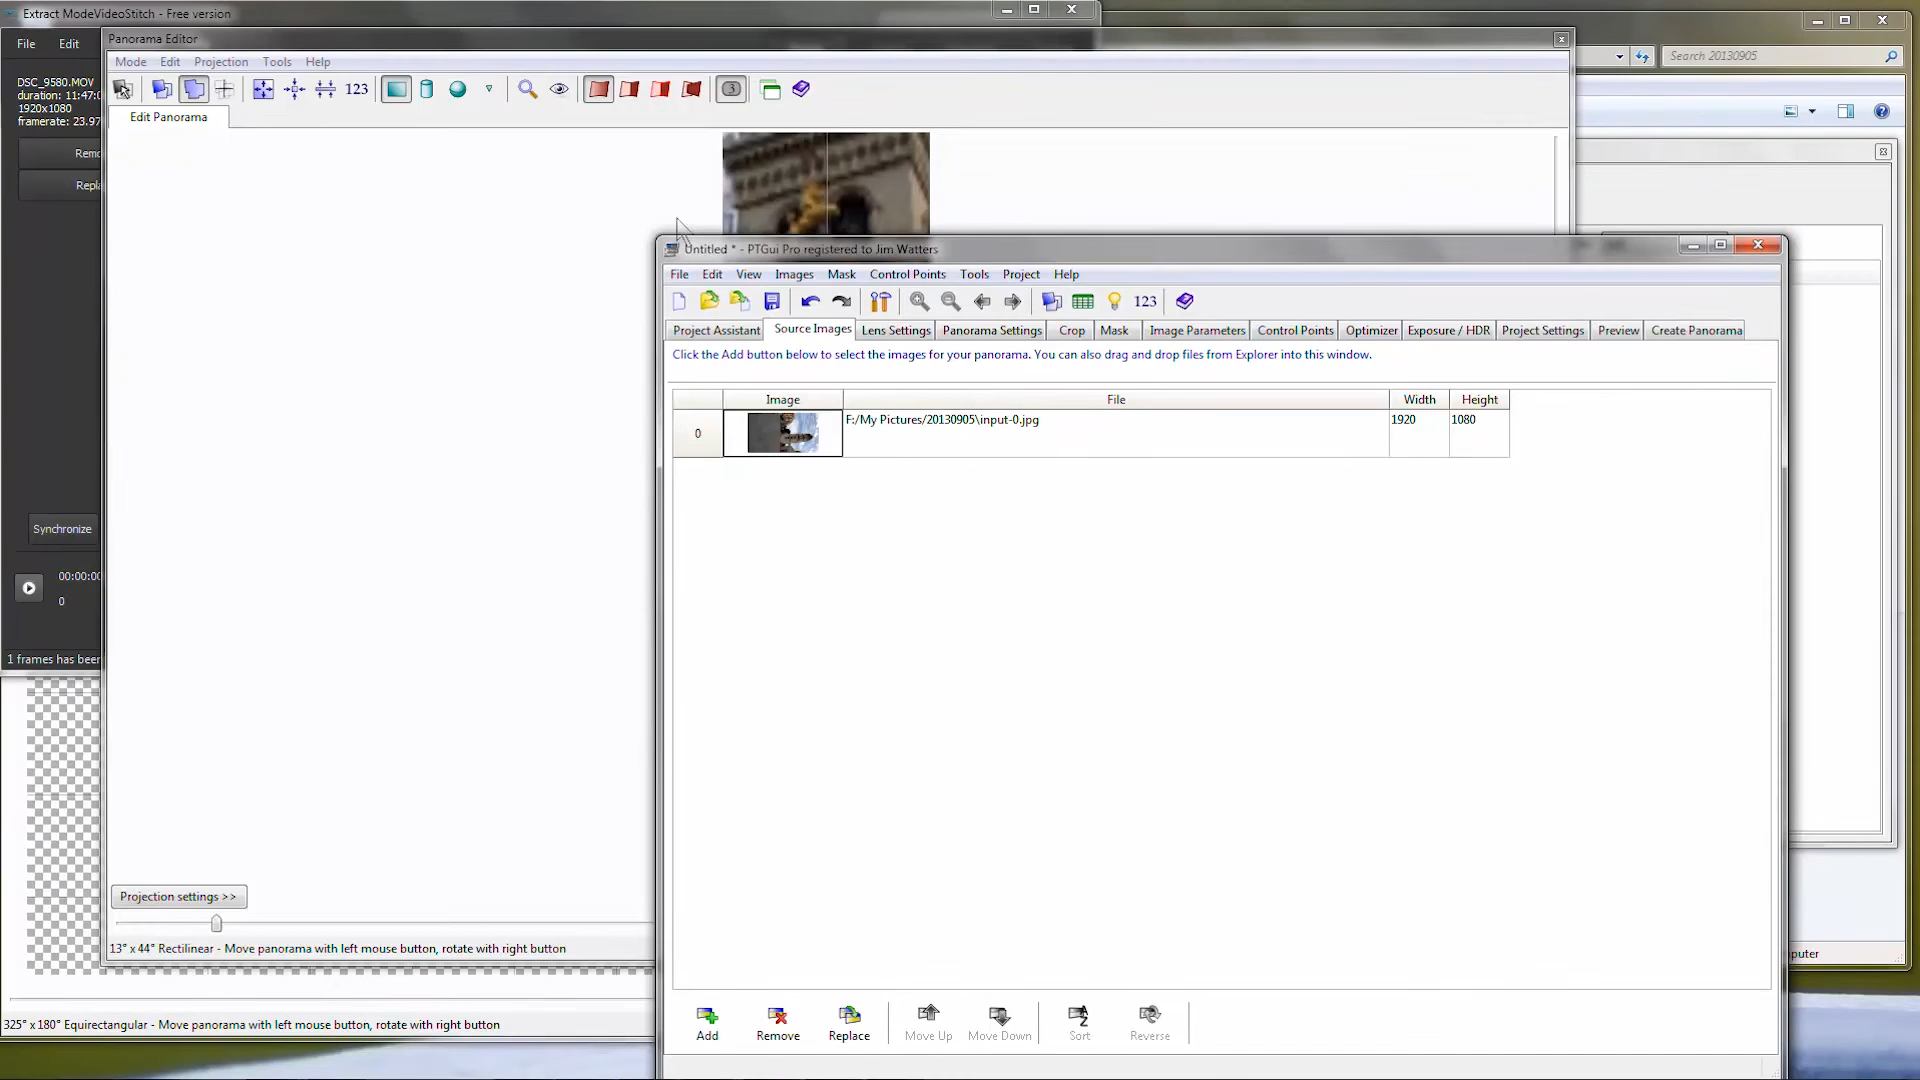 Extract ModeVideoStitch - Free version
File Edit
DSC_9580.MOV
duration: 11:47:0
1920x1080
framerate: 23.97
Remo
Repla
Synchronize
00:00:00
0
1 frames has been
Panorama Editor
Mode Edit Projection Tools Help
123
3
Edit Panorama
Projection settings >>
13° x 44° Rectilinear - Move panorama with left mouse button, rotate with right button
325° x 180° Equirectangular - Move panorama with left mouse button, rotate with right button
Search 20130905
Untitled * - PTGui Pro registered to Jim Watters
File Edit View Images Mask Control Points Tools Project Help
123
Project Assistant Source Images Lens Settings Panorama Settings Crop Mask Image Parameters Control Points Optimizer Exposure / HDR Project Settings Preview Create Panorama
Click the Add button below to select the images for your panorama. You can also drag and drop files from Explorer into this window.
Image File Width Height
0 F:/My Pictures/20130905\input-0.jpg 1920 1080
Add Remove Replace Move Up Move Down Sort Reverse
puter